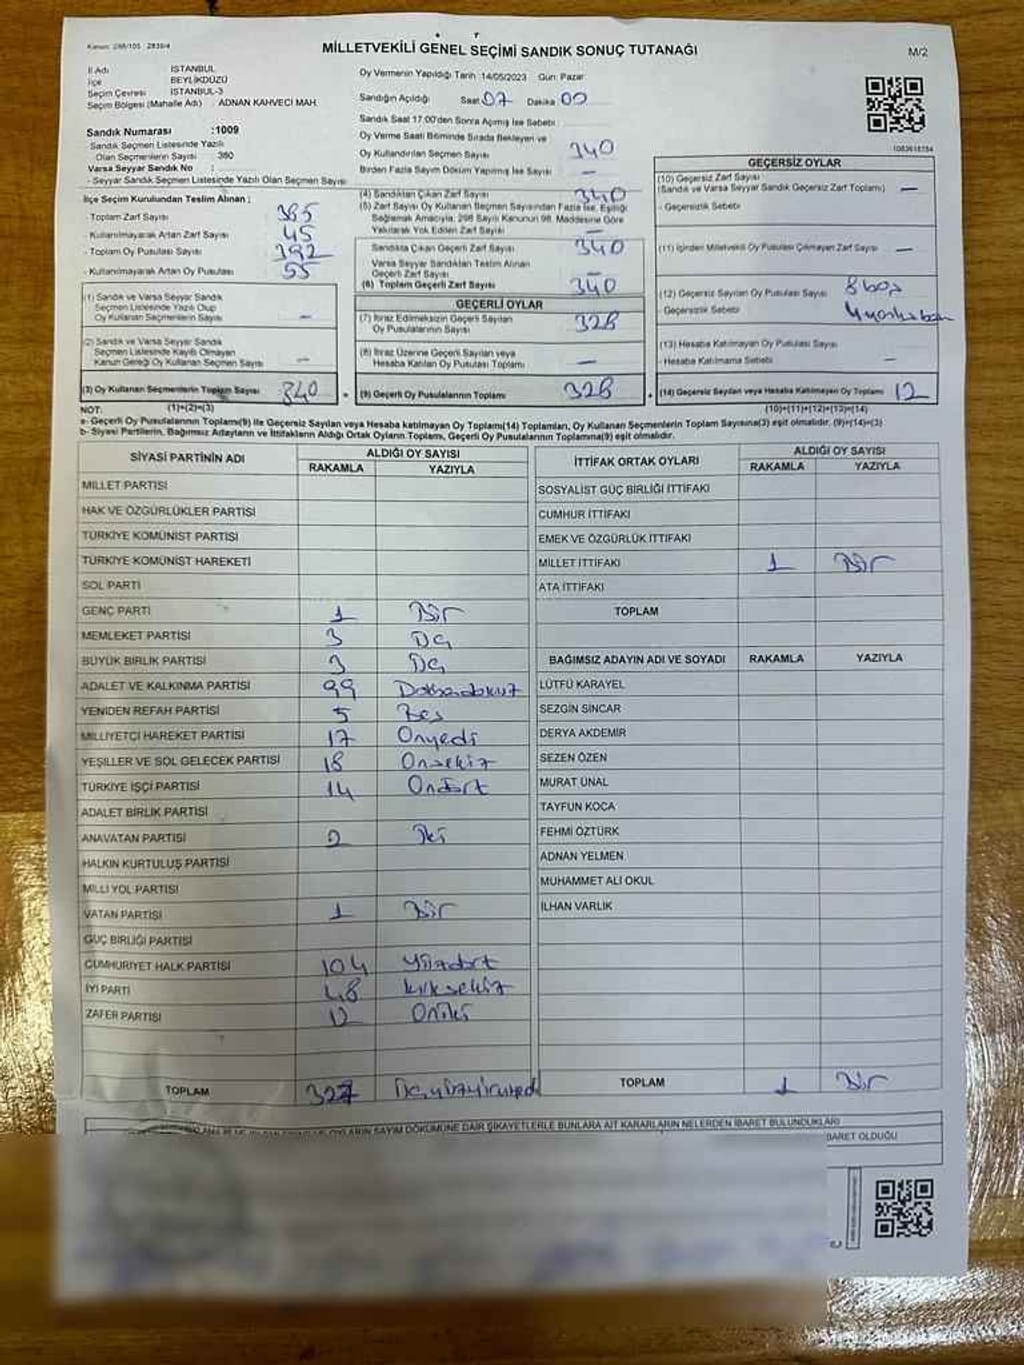 Kanun: 298/105 2839/4
MİLLETVEKİLİ GENEL SEÇİMİ SANDIK SONUÇ TUTANAĞI
M/2
İl Adı İSTANBUL
İlçe BEYLİKDÜZÜ
Seçim Çevresi İSTANBUL-3
Seçim Bölgesi (Mahalle Adı) ADNAN KAHVECİ MAH.
Sandık Numarası :1009
- Sandık Seçmen Listesinde Yazılı
Olan Seçmenlerin Sayısı 380
Varsa Seyyar Sandık No :
- Seyyar Sandık Seçmen Listesinde Yazılı Olan Seçmen Sayısı
İlçe Seçim Kurulundan Teslim Alınan ;
- Toplam Zarf Sayısı 385
- Kullanılmayarak Artan Zarf Sayısı 45
- Toplam Oy Pusulası Sayısı 392
- Kullanılmayarak Artan Oy Pusulası 55
(1) Sandık ve Varsa Seyyar Sandık
Seçmen Listesinde Yazılı Olup
Oy Kullanan Seçmenlerin Sayısı –
(2) Sandık ve Varsa Seyyar Sandık
Seçmen Listesinde Kayıtlı Olmayan
Kanun Gereği Oy Kullanan Seçmen Sayısı –
(3) Oy Kullanan Seçmenlerin Toplam Sayısı 340
Oy Vermenin Yapıldığı Tarih 14/05/2023 Gün: Pazar
Sandığın Açıldığı Saat 07 Dakika 00
Sandık Saat 17.00'den Sonra Açılmış İse Sebebi
Oy Verme Saati Bitiminde Sırada Bekleyen ve
Oy Kullandırılan Seçmen Sayısı 340
Birden Fazla Sayım Döküm Yapılmış İse Sayısı –
(4) Sandıktan Çıkan Zarf Sayısı 340
(5) Zarf Sayısı Oy Kullanan Seçmen Sayısından Fazla İse, Eşitliği
Sağlamak Amacıyla, 298 Sayılı Kanunun 98. Maddesine Göre
Yakılarak Yok Edilen Zarf Sayısı –
Sandıkta Çıkan Geçerli Zarf Sayısı 340
Varsa Seyyar Sandıktan Teslim Alınan
Geçerli Zarf Sayısı –
(6) Toplam Geçerli Zarf Sayısı 340
GEÇERLİ OYLAR
(7) İtiraz Edilmeksizin Geçerli Sayılan
Oy Pusulalarının Sayısı 328
(8) İtiraz Üzerine Geçerli Sayılan veya
Hesaba Katılan Oy Pusulası Toplamı –
(9) Geçerli Oy Pusulalarının Toplamı 328
1083618784
GEÇERSİZ OYLAR
(10) Geçersiz Zarf Sayısı
(Sandık ve Varsa Seyyar Sandık Geçersiz Zarf Toplamı) –
- Geçersizlik Sebebi
(11) İçinden Milletvekili Oy Pusulası Çıkmayan Zarf Sayısı –
(12) Geçersiz Sayılan Oy Pusulası Sayısı 8 boş
- Geçersizlik Sebebi 4
(13) Hesaba Katılmayan Oy Pusulası Sayısı
- Hesaba Katılmama Sebebi –
(14) Geçersiz Sayılan veya Hesaba Katılmayan Oy Toplamı 12
NOT: (1)+(2)=(3) (10)+(11)+(12)+(13)=(14)
a- Geçerli Oy Pusulalarının Toplamı(9) ile Geçersiz Sayılan veya Hesaba katılmayan Oy Toplamı(14) Toplamları, Oy Kullanan Seçmenlerin Toplam Sayısına(3) eşit olmalıdır. (9)+(14)=(3)
b- Siyasi Partilerin, Bağımsız Adayların ve İttifakların Aldığı Ortak Oyların Toplamı, Geçerli Oy Pusulalarının Toplamına(9) eşit olmalıdır.
SİYASİ PARTİNİN ADI ALDIĞI OY SAYISI
RAKAMLA YAZIYLA
MİLLET PARTİSİ
HAK VE ÖZGÜRLÜKLER PARTİSİ
TÜRKİYE KOMÜNİST PARTİSİ
TÜRKİYE KOMÜNİST HAREKETİ
SOL PARTİ
GENÇ PARTİ 1 Bir
MEMLEKET PARTİSİ 3 Üç
BÜYÜK BİRLİK PARTİSİ 3 Üç
ADALET VE KALKINMA PARTİSİ 99 Doksandokuz
YENİDEN REFAH PARTİSİ 5 Beş
MİLLİYETÇİ HAREKET PARTİSİ 17 Onyedi
YEŞİLLER VE SOL GELECEK PARTİSİ 18 Onsekiz
TÜRKİYE İŞÇİ PARTİSİ 14 Ondört
ADALET BİRLİK PARTİSİ
ANAVATAN PARTİSİ 2 İki
HALKIN KURTULUŞ PARTİSİ
MİLLİ YOL PARTİSİ
VATAN PARTİSİ 1 Bir
GÜÇ BİRLİĞİ PARTİSİ
CUMHURİYET HALK PARTİSİ 104 Yüzdört
İYİ PARTİ 48 kırksekiz
ZAFER PARTİSİ 12 Oniki
TOPLAM 327 Üçyüzyirmiyedi
İTTİFAK ORTAK OYLARI ALDIĞI OY SAYISI
RAKAMLA YAZIYLA
SOSYALİST GÜÇ BİRLİĞİ İTTİFAKI
CUMHUR İTTİFAKI
EMEK VE ÖZGÜRLÜK İTTİFAKI
MİLLET İTTİFAKI 1 Bir
ATA İTTİFAKI
TOPLAM
BAĞIMSIZ ADAYIN ADI VE SOYADI RAKAMLA YAZIYLA
LÜTFÜ KARAYEL
SEZGİN SİNCAR
DERYA AKDEMİR
SEZEN ÖZEN
MURAT ÜNAL
TAYFUN KOCA
FEHMİ ÖZTÜRK
ADNAN YELMEN
MUHAMMET ALİ OKUL
İLHAN VARLIK
TOPLAM 1 Bir
OYLARIN SAYIM DÖKÜMÜNE DAİR ŞİKAYETLERLE BUNLARA AİT KARARLARIN NELERDEN İBARET BULUNDUKLARI
BARET OLDUĞU